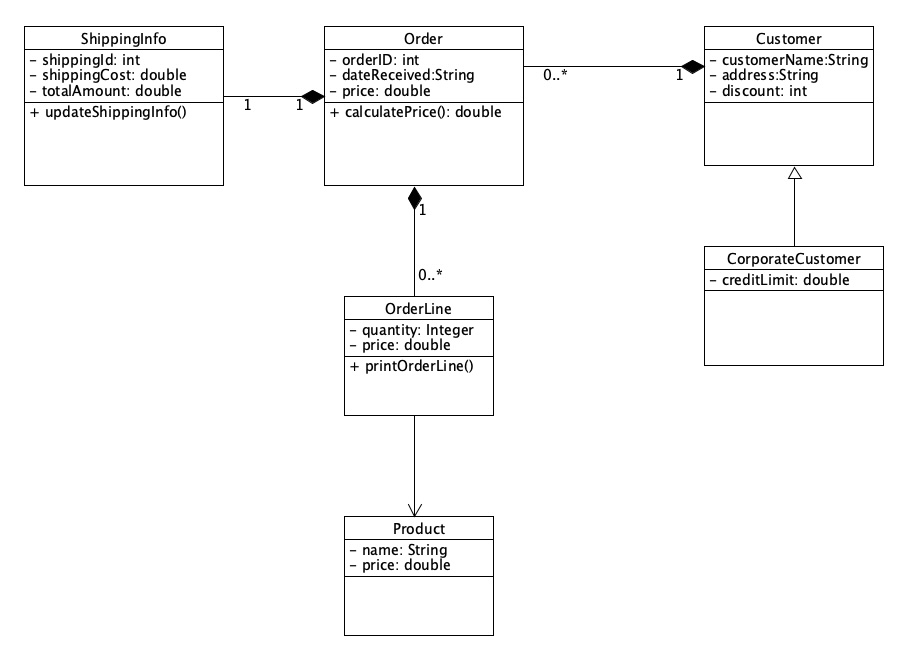 ShippingInfo
- shippingId: int
- shippingCost: double
- totalAmount: double
+ updateShippingInfo()
1
1
Order
- orderID: int
- dateReceived:String
- price: double
+ calculatePrice(): double
0..*
1
Customer
- customerName:String
- address:String
- discount: int
1
0..*
CorporateCustomer
- creditLimit: double
OrderLine
- quantity: Integer
- price: double
+ printOrderLine()
Product
- name: String
- price: double